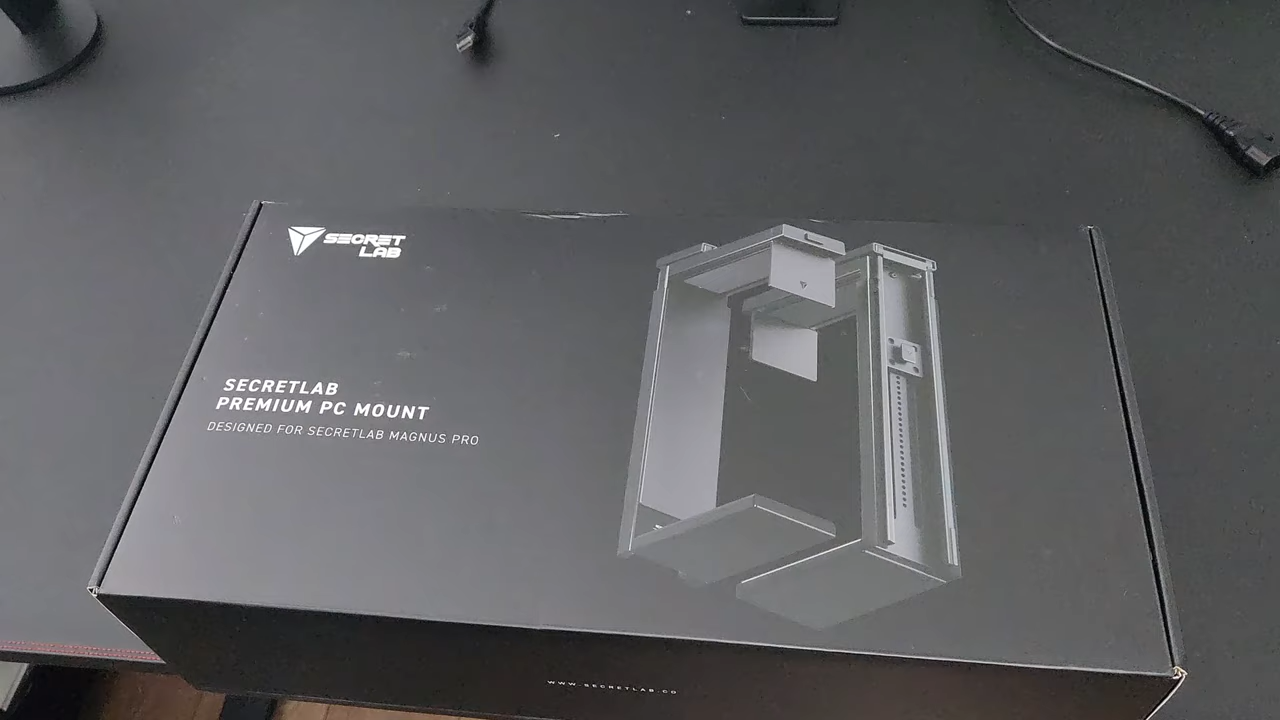 SECRET
LAB
SECRETLAB
PREMIUM PC MOUNT
DESIGNED FOR SECRETLAB MAGNUS PRO
WWW.SECRETLAB.CO